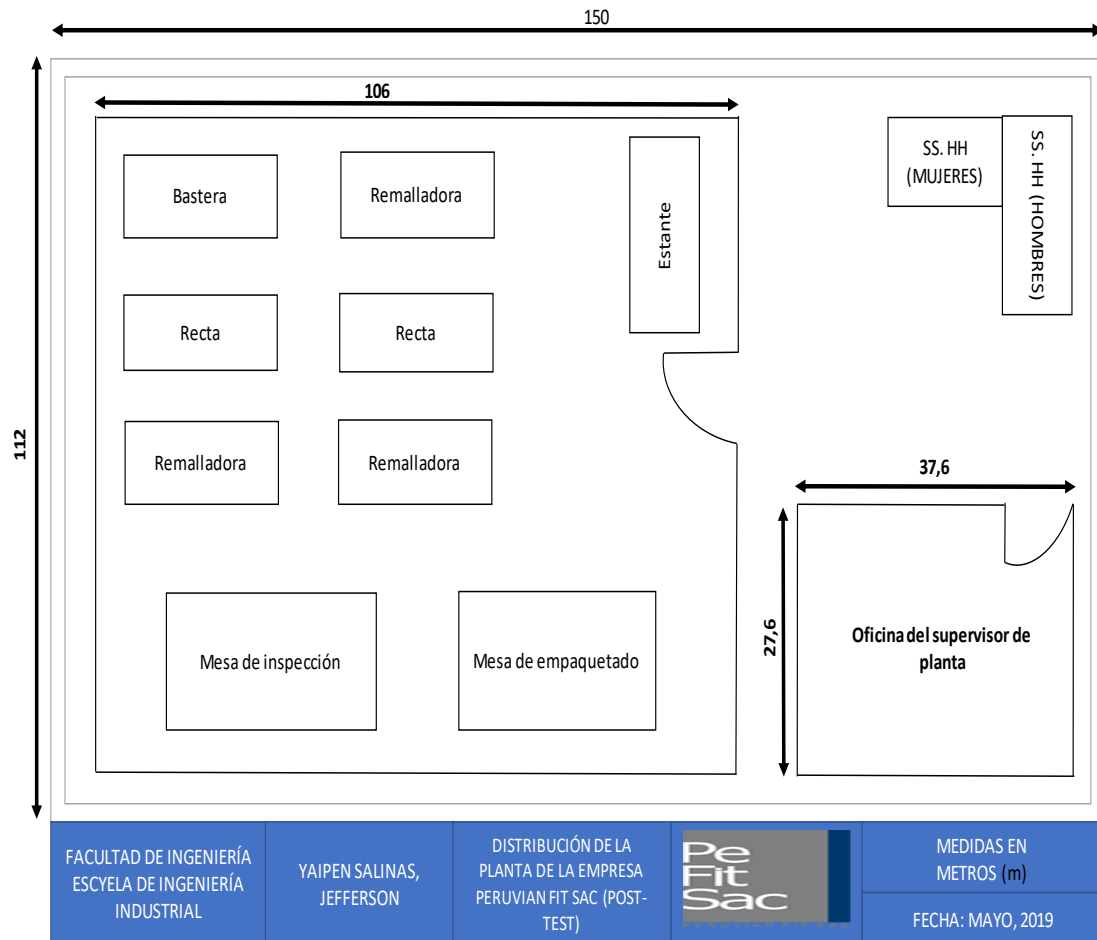 150
106
112
Bastera
Remalladora
Estante
SS. HH
(MUJERES)
SS. HH (HOMBRES)
Recta
Recta
Remalladora
Remalladora
37,6
27,6
Oficina del supervisor de
planta
Mesa de inspección
Mesa de empaquetado
FACULTAD DE INGENIERÍA
ESCYELA DE INGENIERÍA
INDUSTRIAL
YAIPEN SALINAS,
JEFFERSON
DISTRIBUCIÓN DE LA
PLANTA DE LA EMPRESA
PERUVIAN FIT SAC (POST-
TEST)
Pe
Fit
Sac
PERUVIAN FIT SAC
MEDIDAS EN
METROS (m)
FECHA: MAYO, 2019